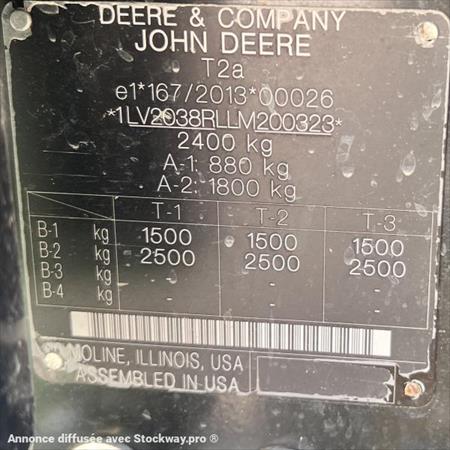 DEERE & COMPANY
JOHN DEERE
T2a
e1*167/2013*00026
*1LV2038RLLM200323*
2400 kg
A-1: 880 kg
A-2: 1800 kg
T-1 T-2 T-3
B-1 kg 1500 1500 1500
B-2 kg 2500 2500 2500
B-3 kg - - -
B-4 kg - - -
MOLINE, ILLINOIS, USA
ASSEMBLED IN USA
Annonce diffusée avec Stockway.pro ®